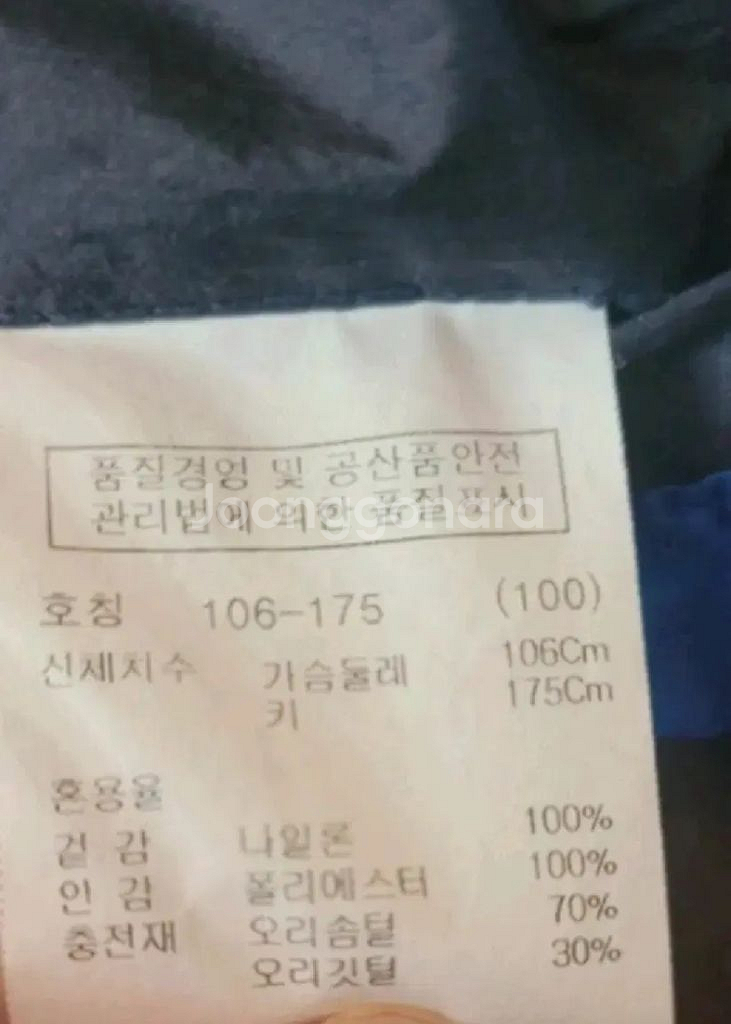 품질경영 및 공산품안전
관리법에 의한 품질표시
Joonggonara
호칭 106-175 (100)
신체치수 가슴둘레 106Cm
키 175Cm
혼용율
겉 감 나일론 100%
안 감 폴리에스터 100%
충전재 오리솜털 70%
오리깃털 30%